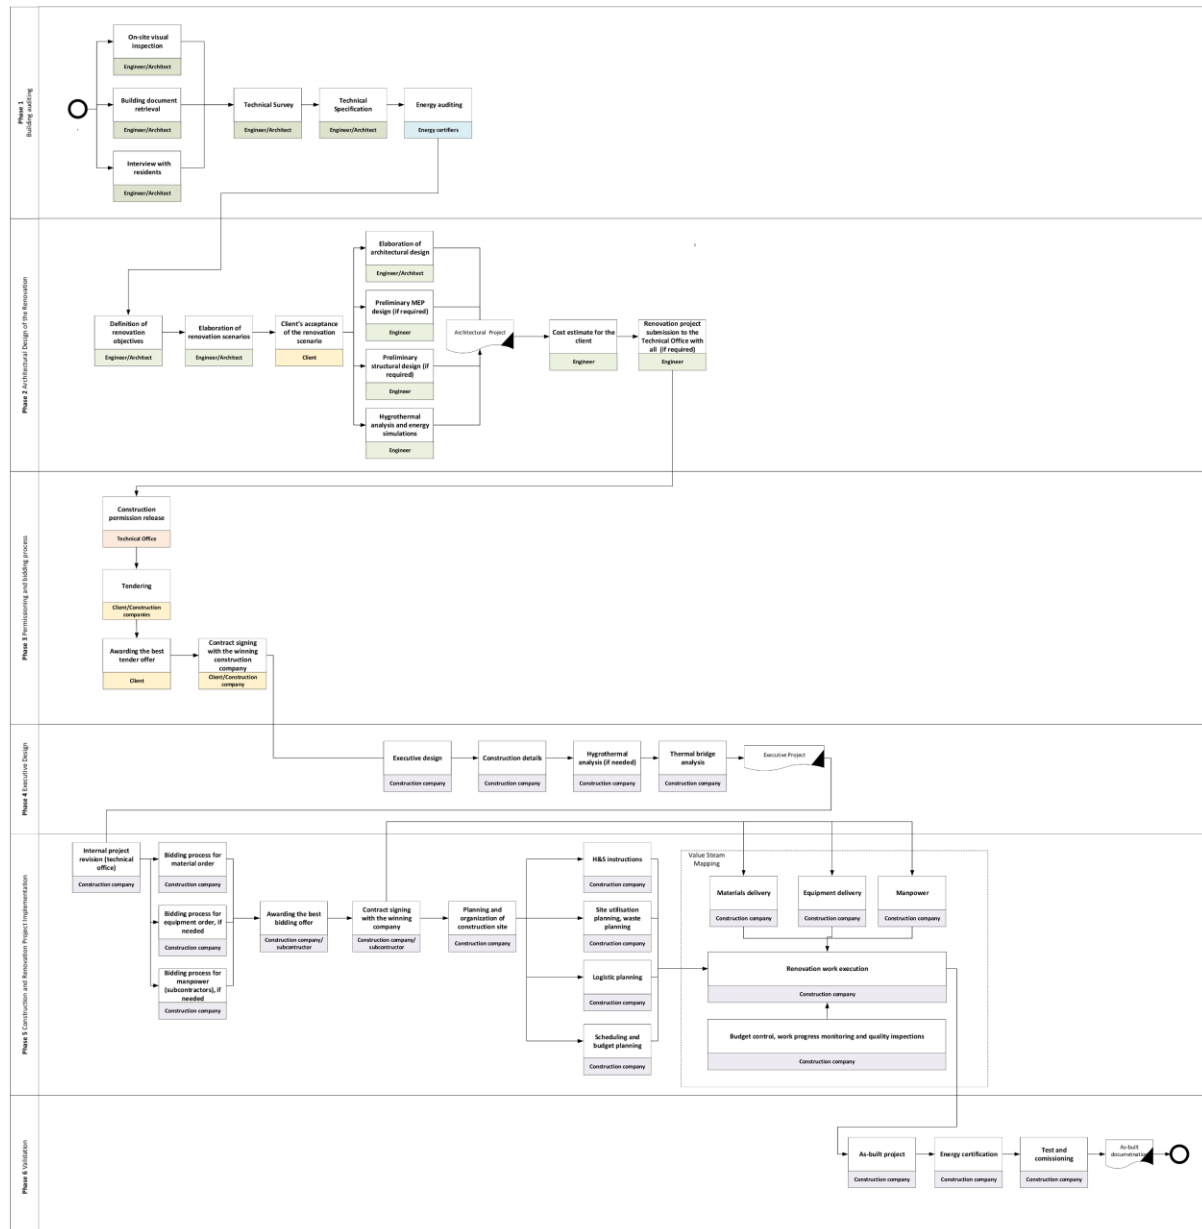 Phase 1
Building auditing
On-site visual
inspection
Engineer/Architect
Building document
retrieval
Engineer/Architect
Interview with
residents
Engineer/Architect
Technical Survey
Engineer/Architect
Technical
Specification
Engineer/Architect
Energy auditing
Energy certifiers
Phase 2 Architectural Design of the Renovation
Definition of
renovation
objectives
Engineer/Architect
Elaboration of
renovation scenarios
Engineer/Architect
Client's acceptance
of the renovation
scenario
Client
Elaboration of
architectural design
Engineer/Architect
Preliminary MEP
design (if required)
Engineer
Preliminary
structural design (if
required)
Engineer
Hygrothermal
analysis and energy
simulations
Engineer
Architectural Project
Cost estimate for the
client
Engineer
Renovation project
submission to the
Technical Office with
all (if required)
Engineer
Phase 3 Permissioning and bidding process
Construction
permission release
Technical Office
Tendering
Client/Construction
companies
Awarding the best
tender offer
Client
Contract signing
with the winning
construction
company
Client/Construction
company
Phase 4 Executive Design
Executive design
Construction company
Construction details
Construction company
Hygrothermal
analysis (if needed)
Construction company
Thermal bridge
analysis
Construction company
Executive Project
Phase 5 Construction and Renovation Project Implementation
Internal project
revision (technical
office)
Construction company
Bidding process for
material order
Construction company
Bidding process for
equipment order, if
needed
Construction company
Bidding process for
manpower
(subcontractors), if
needed
Construction company
Awarding the best
bidding offer
Construction company/
subcontractor
Contract signing
with the winning
company
Construction company/
subcontractor
Planning and
organization of
construction site
Construction company
H&S instructions
Construction company
Site utilisation
planning, waste
planning
Construction company
Logistic planning
Construction company
Scheduling and
budget planning
Construction company
Value Steam
Mapping
Materials delivery
Construction company
Equipment delivery
Construction company
Manpower
Construction company
Renovation work execution
Construction company
Budget control, work progress monitoring and quality inspections
Construction company
Phase 6 Validation
As-built project
Construction company
Energy certification
Construction company
Test and
comissioning
Construction company
As-built
documetnation